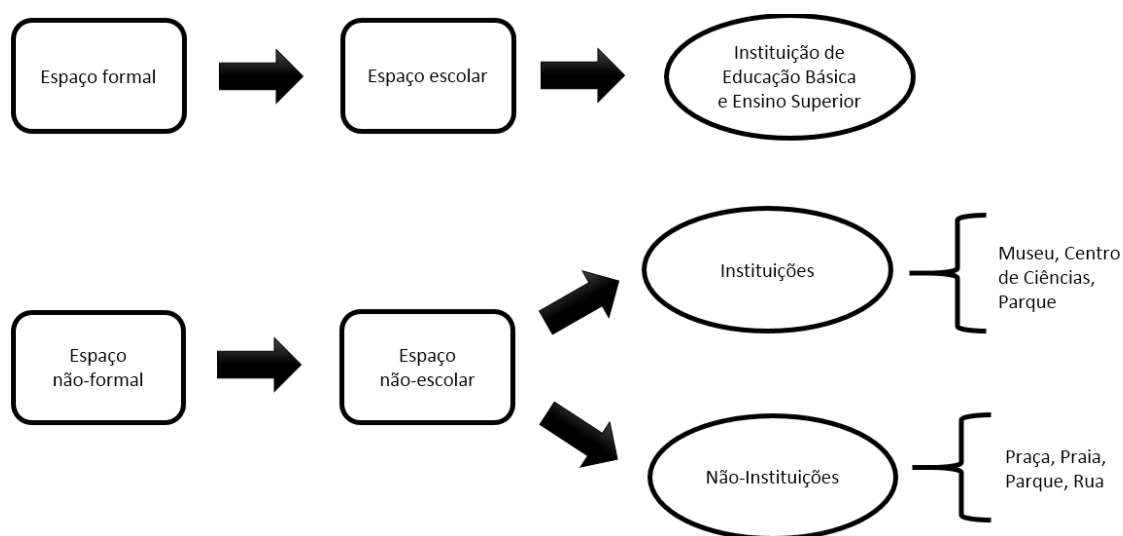 Espaço formal
Espaço escolar
Instituição de
Educação Básica
e Ensino Superior
Espaço
não-formal
Espaço
não-escolar
Instituições
Museu, Centro
de Ciências,
Parque
Não-Instituições
Praça, Praia,
Parque, Rua